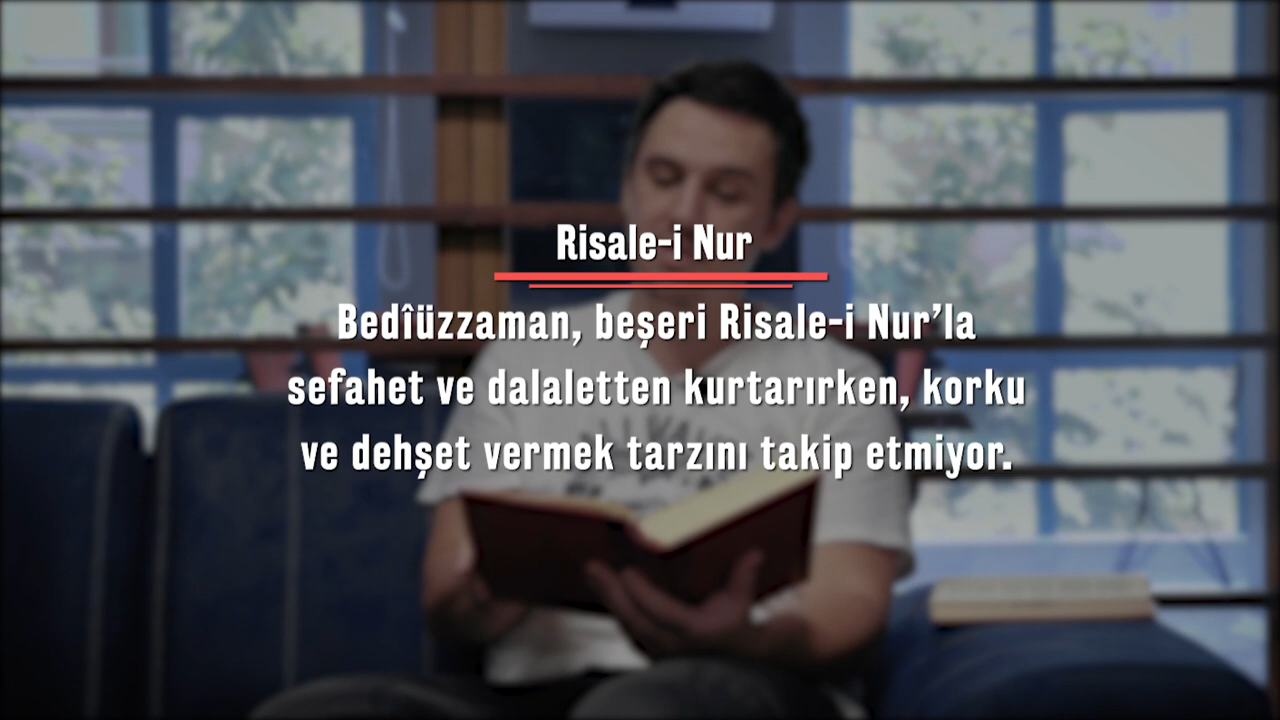 Risale-i Nur
Bedîüzzaman, beşeri Risale-i Nur’la
sefahet ve dalaletten kurtarırken, korku
ve dehşet vermek tarzını takip etmiyor.